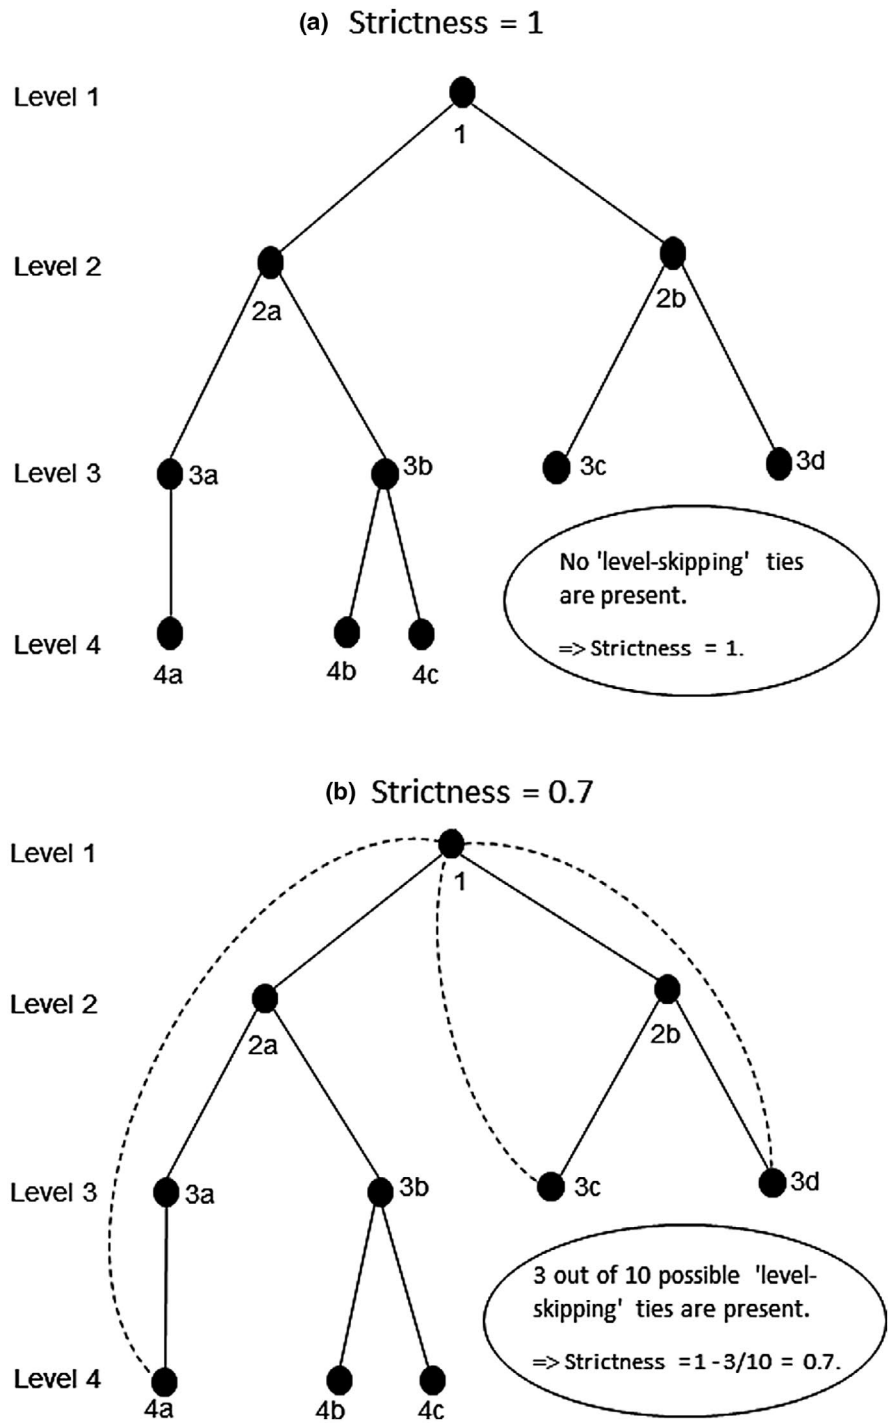 (a) Strictness = 1
Level 1
1
Level 2
2a
2b
Level 3
3a
3b
3c
3d
No 'level-skipping' ties
are present.
=> Strictness = 1.
Level 4
4a
4b
4c
(b) Strictness = 0.7
Level 1
1
Level 2
2a
2b
Level 3
3a
3b
3c
3d
3 out of 10 possible 'level-
skipping' ties are present.
=> Strictness =1 - 3/10 = 0.7.
Level 4
4a
4b
4c